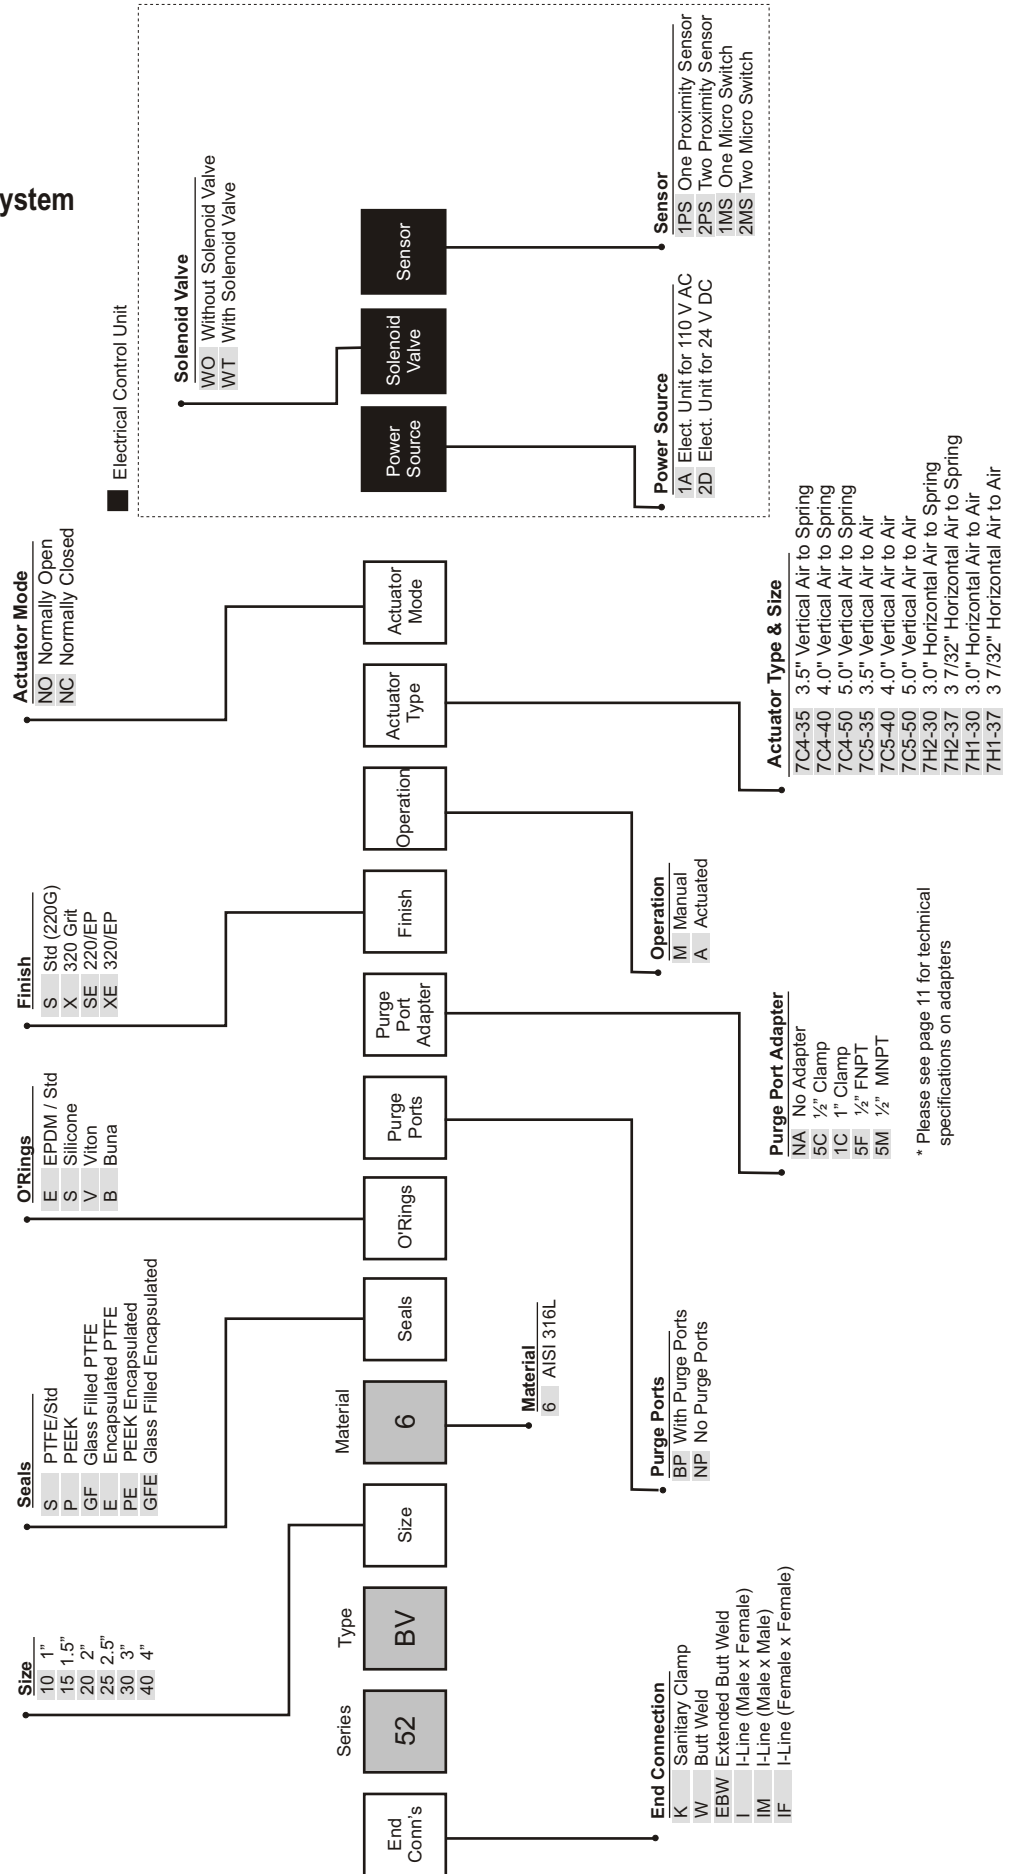 ystem
Size
10 1"
15 1.5"
20 2"
25 2.5"
30 3"
40 4"
Seals
S PTFE/Std
P PEEK
GF Glass Filled PTFE
E Encapsulated PTFE
PE PEEK Encapsulated
GFE Glass Filled Encapsulated
O'Rings
E EPDM / Std
S Silicone
V Viton
B Buna
Finish
S Std (220G)
X 320 Grit
SE 220/EP
XE 320/EP
Actuator Mode
NO Normally Open
NC Normally Closed
Electrical Control Unit
Solenoid Valve
WO Without Solenoid Valve
WT With Solenoid Valve
Series
Type
Material
End
Conn's
52
BV
Size
6
Seals
O'Rings
Purge
Ports
Purge
Port
Adapter
Finish
Operation
Actuator
Type
Actuator
Mode
Power
Source
Solenoid
Valve
Sensor
Material
6 AISI 316L
End Connection
K Sanitary Clamp
W Butt Weld
EBW Extended Butt Weld
I I-Line (Male x Female)
IM I-Line (Male x Male)
IF I-Line (Female x Female)
Purge Ports
BP With Purge Ports
NP No Purge Ports
Operation
M Manual
A Actuated
Power Source
1A Elect. Unit for 110 V AC
2D Elect. Unit for 24 V DC
Sensor
1PS One Proximity Sensor
2PS Two Proximity Sensor
1MS One Micro Switch
2MS Two Micro Switch
Purge Port Adapter
NA No Adapter
5C ½" Clamp
1C 1" Clamp
5F ½" FNPT
5M ½" MNPT
Actuator Type & Size
7C4-35 3.5" Vertical Air to Spring
7C4-40 4.0" Vertical Air to Spring
7C4-50 5.0" Vertical Air to Spring
7C5-35 3.5" Vertical Air to Air
7C5-40 4.0" Vertical Air to Air
7C5-50 5.0" Vertical Air to Air
7H2-30 3.0" Horizontal Air to Spring
7H2-37 3 7/32" Horizontal Air to Spring
7H1-30 3.0" Horizontal Air to Air
7H1-37 3 7/32" Horizontal Air to Air
* Please see page 11 for technical
specifications on adapters